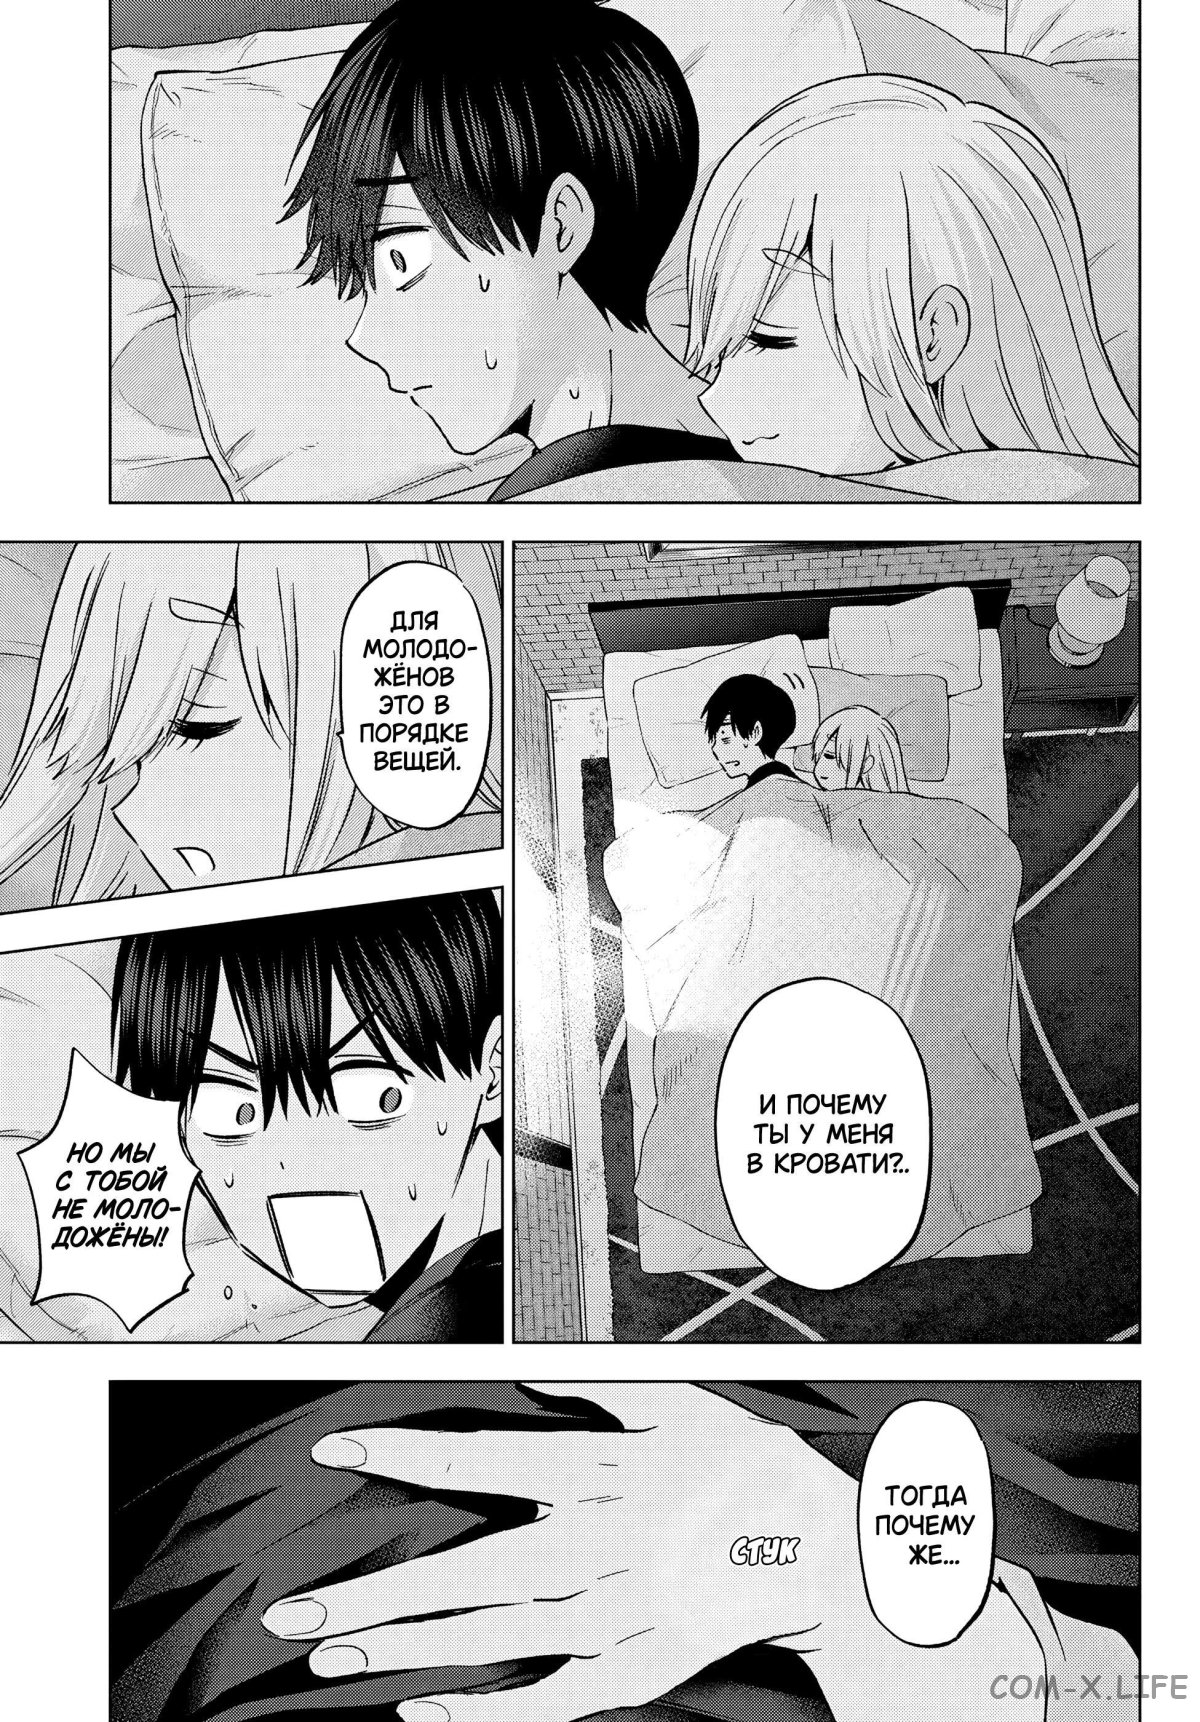 И ПОЧЕМУ
ТЫ У МЕНЯ
В КРОВАТИ?..
ДЛЯ
МОЛОДО-
ЖЁНОВ
ЭТО В
ПОРЯДКЕ
ВЕЩЕЙ.
НО МЫ
С ТОБОЙ
НЕ МОЛО-
ДОЖЁНЫ!
ТОГДА
ПОЧЕМУ
ЖЕ...
СТУК
COM-X.LIFE